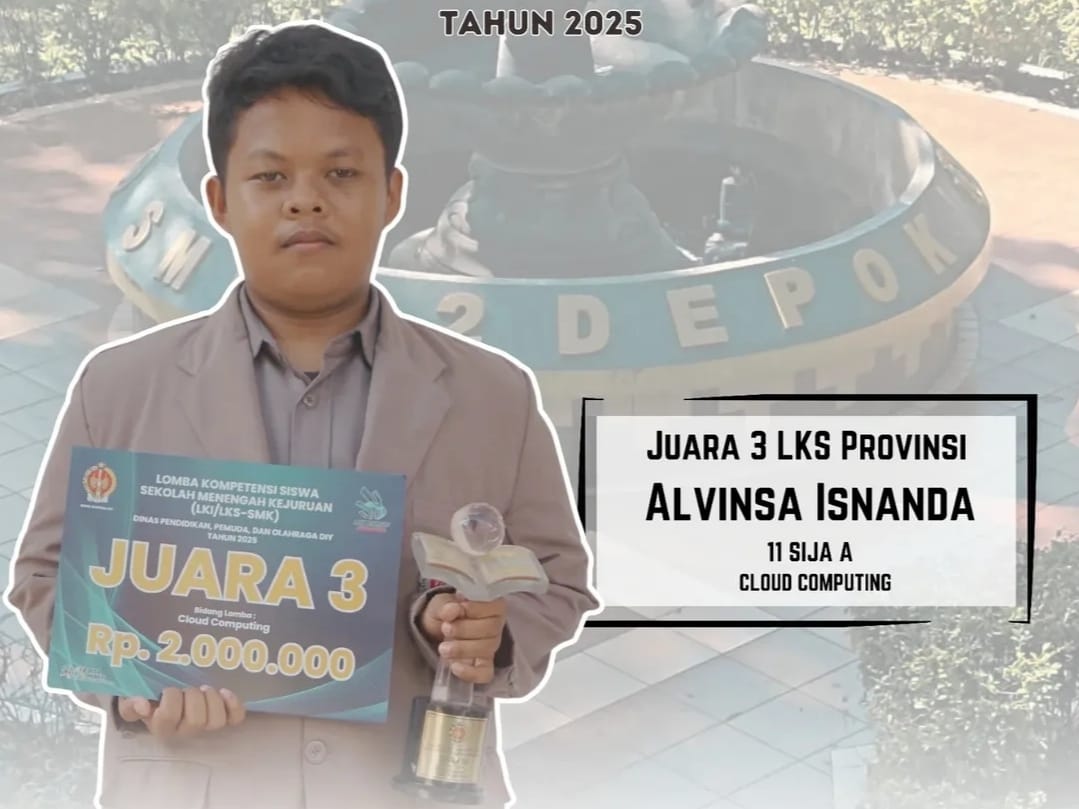 TAHUN 2025
SM
2 DEPOK
JUARA 3 LKS PROVINSI
ALVINSA ISNANDA
11 SIJA A
CLOUD COMPUTING
LOMBA KOMPETENSI SISWA
SEKOLAH MENENGAH KEJURUAN
(LKJ/LKS-SMK)
DINAS PENDIDIKAN, PEMUDA, DAN OLAHRAGA DIY
TAHUN 2025
JUARA 3
Bidang Lomba :
Cloud Computing
Rp. 2.000.000